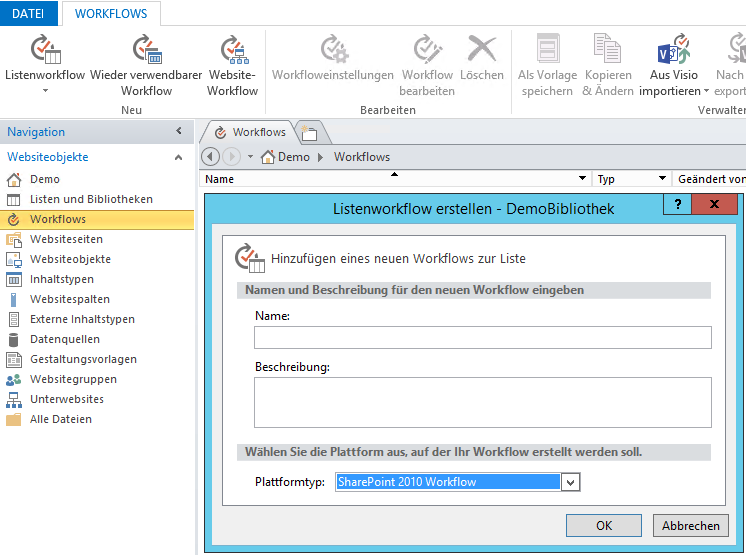 DATEI WORKFLOWS
Listenworkflow Wieder verwendbarer Workflow Website-Workflow
Neu
Workfloweinstellungen Workflow bearbeiten Löschen
Bearbeiten
Als Vorlage speichern Kopieren & Ändern Aus Visio importieren Nach
Verwalten
Navigation
Websiteobjekte
Demo
Listen und Bibliotheken
Workflows
Websiteseiten
Websiteobjekte
Inhaltstypen
Websitespalten
Externe Inhaltstypen
Datenquellen
Gestaltungsvorlagen
Websitegruppen
Unterwebsites
Alle Dateien
Workflows
Demo Workflows
Name Typ Geändert von
Listenworkflow erstellen - DemoBibliothek ? X
Hinzufügen eines neuen Workflows zur Liste
Namen und Beschreibung für den neuen Workflow eingeben
Name:
Beschreibung:
Wählen Sie die Plattform aus, auf der Ihr Workflow erstellt werden soll.
Plattformtyp: SharePoint 2010 Workflow
OK Abbrechen